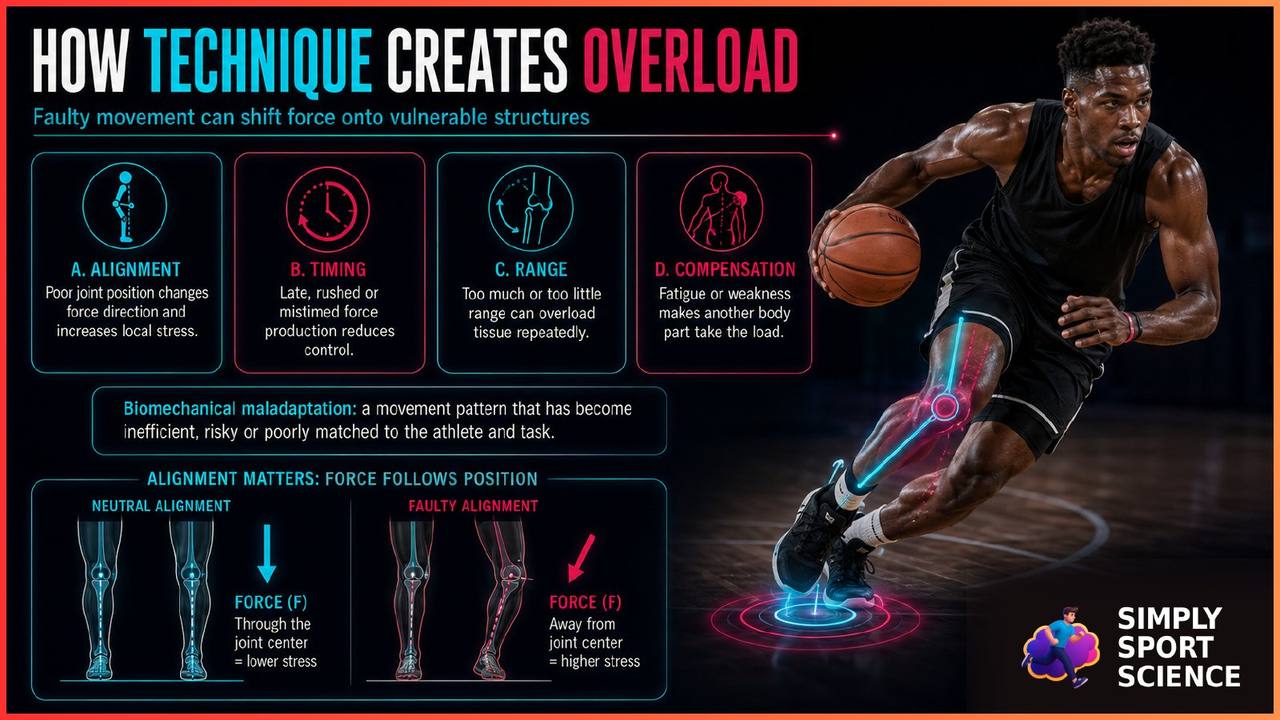 HOW TECHNIQUE CREATES OVERLOAD
Faulty movement can shift force onto vulnerable structures
A. ALIGNMENT
Poor joint position changes
force direction and
increases local stress.
B. TIMING
Late, rushed or
mistimed force
production reduces
control.
C. RANGE
Too much or too little
range can overload
tissue repeatedly.
D. COMPENSATION
Fatigue or weakness
makes another body
part take the load.
Biomechanical maladaptation: a movement pattern that has become
inefficient, risky or poorly matched to the athlete and task.
ALIGNMENT MATTERS: FORCE FOLLOWS POSITION
NEUTRAL ALIGNMENT
FORCE (F)
Through the
joint center
= lower stress
FAULTY ALIGNMENT
FORCE (F)
Away from
joint center
= higher stress
SIMPLY
SPORT
SCIENCE